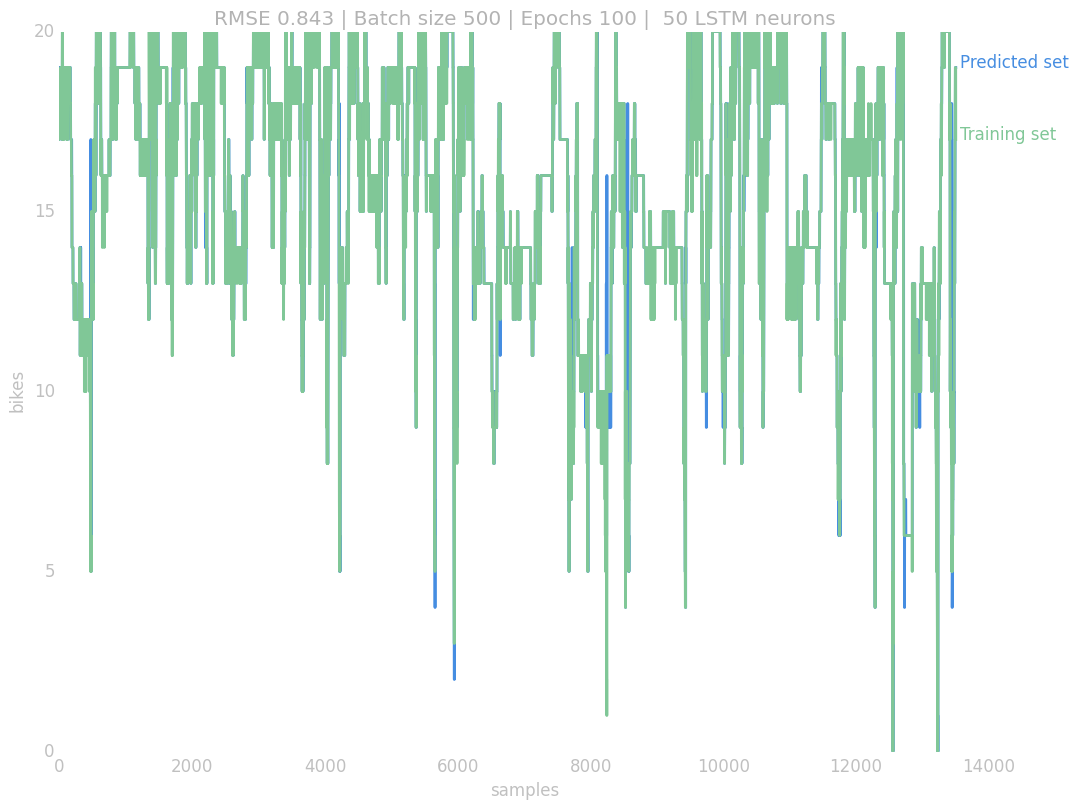 RMSE 0.843 | Batch size 500 | Epochs 100 |  50 LSTM neurons
20
Predicted set
Training set
15
bikes
10
5
0
0 2000 4000 6000 8000 10000 12000 14000
samples